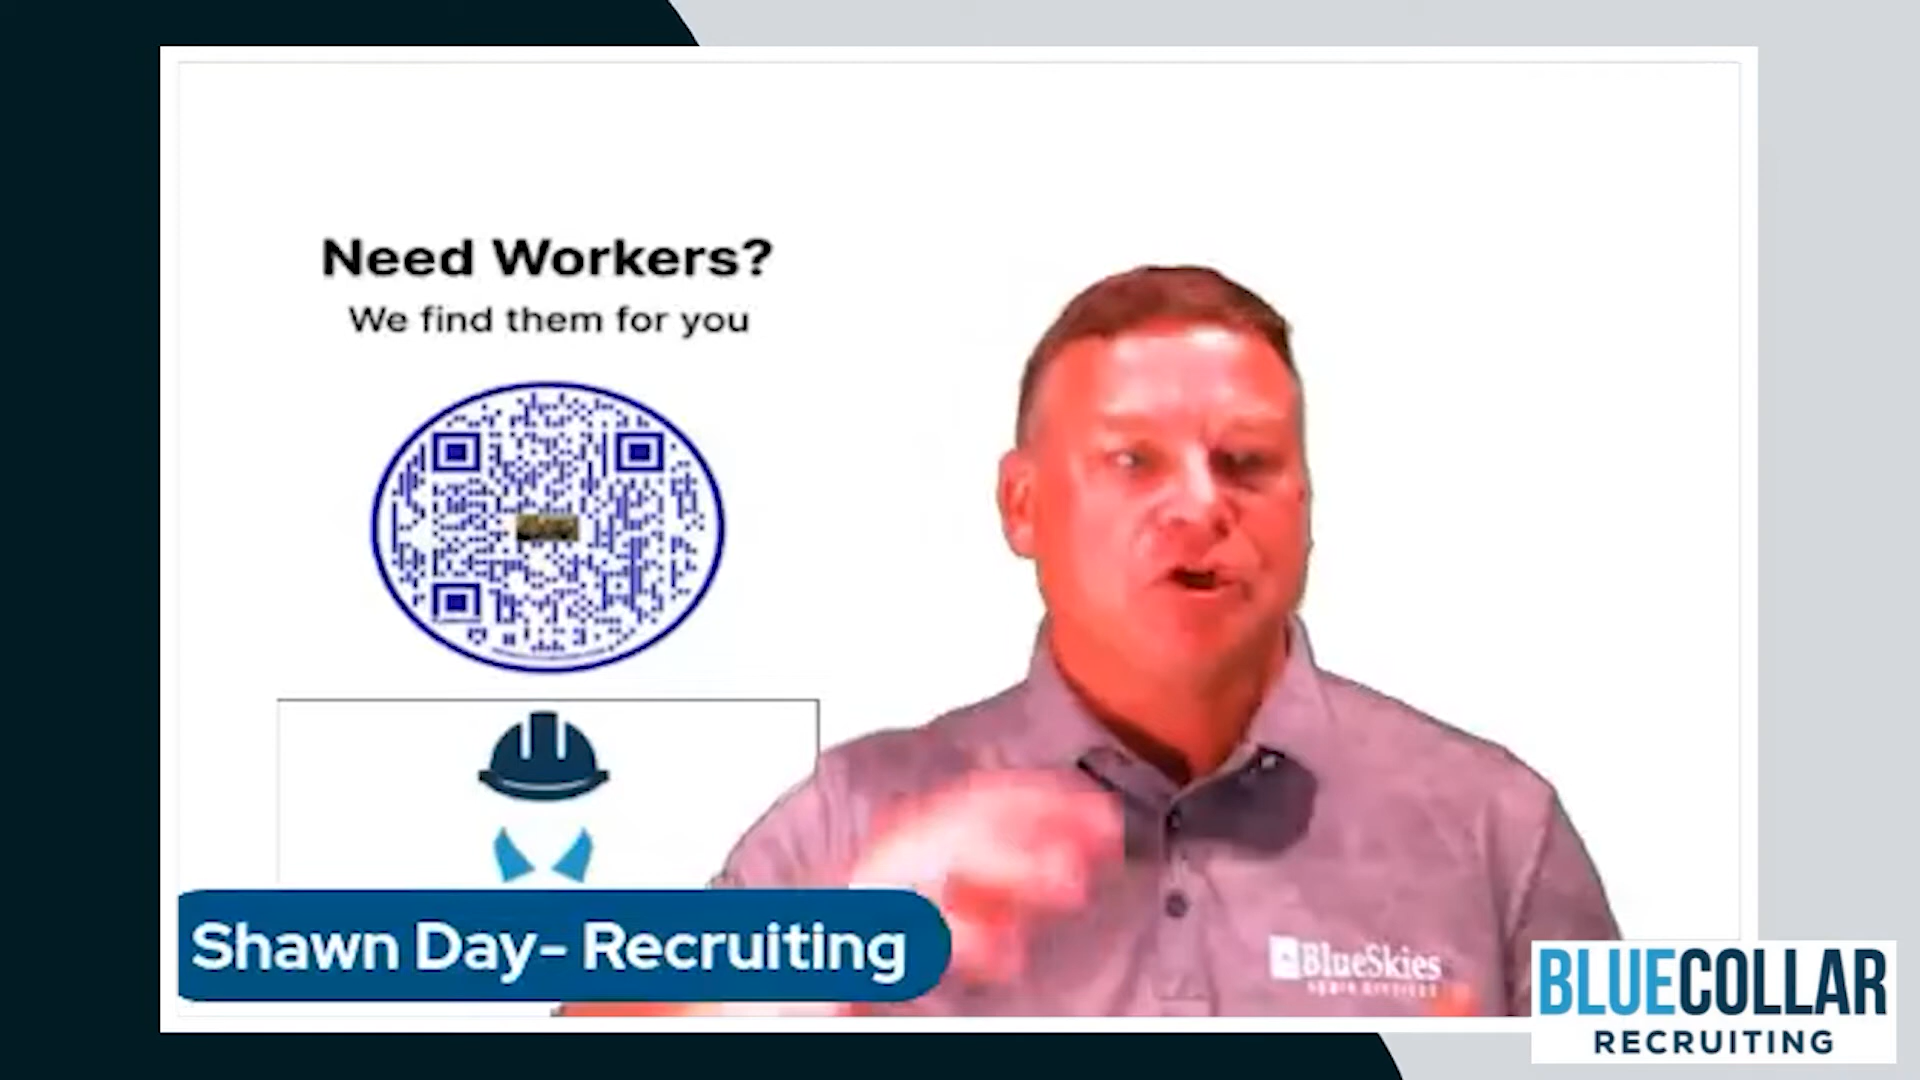 Need Workers?
We find them for you
Shawn Day- Recruiting
BlueSkies
BLUECOLLAR
RECRUITING